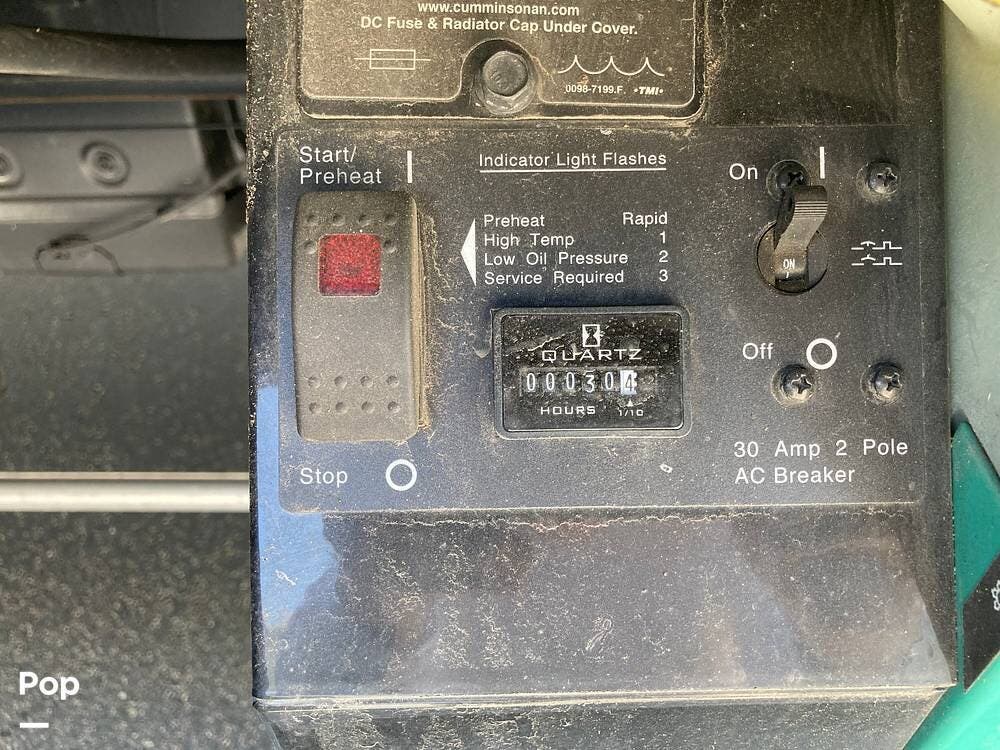 www.cumminsonan.com
DC Fuse & Radiator Cap Under Cover.
0098-7199.F. •TMI•
Start/
Preheat
Indicator Light Flashes
Preheat Rapid
High Temp 1
Low Oil Pressure 2
Service Required 3
On
ON
QUARTZ
000304
HOURS 1/10
Off
30 Amp 2 Pole
AC Breaker
Stop
Pop